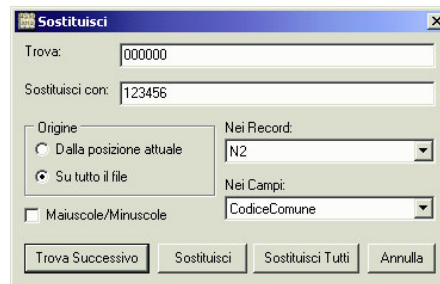 Sostituisci
Trova: 000000
Sostituisci con: 123456
Origine
Dalla posizione attuale
Su tutto il file
Maiuscole/Minuscole
Nei Record:
N2
Nei Campi:
CodiceComune
Trova Successivo Sostituisci Sostituisci Tutti Annulla